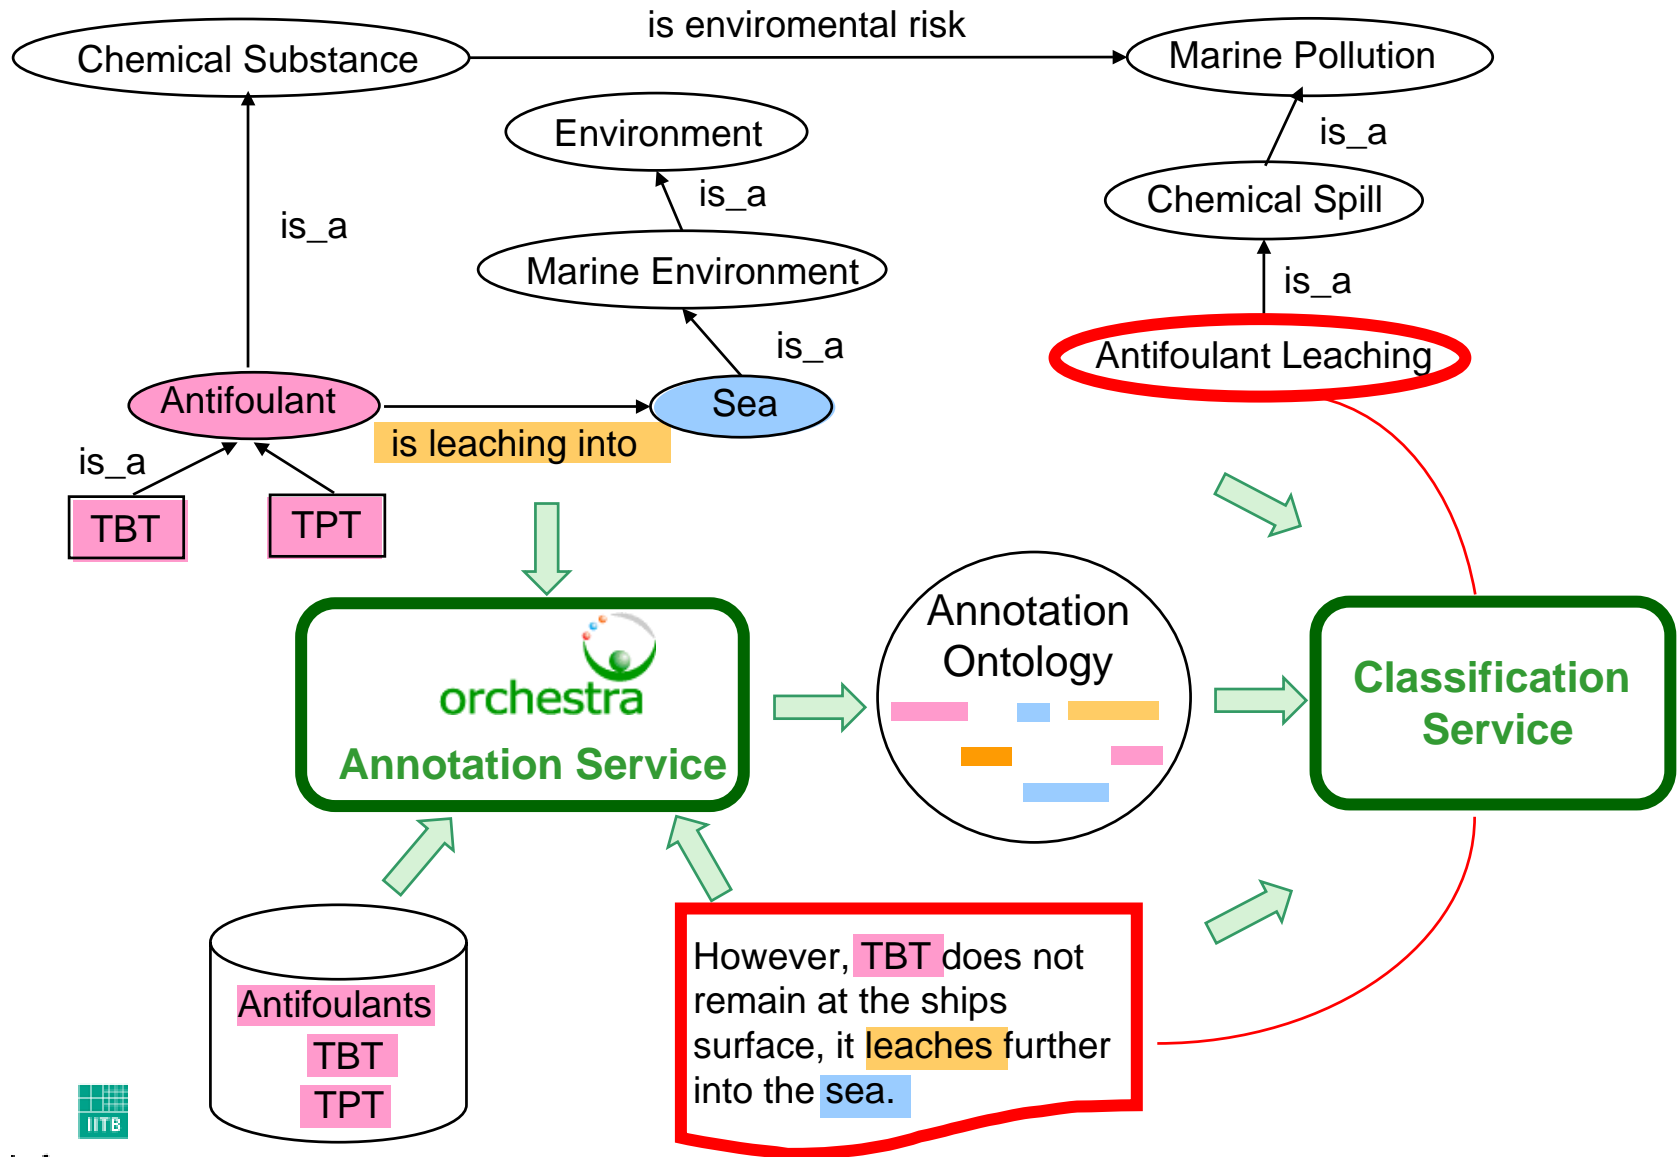 is enviromental risk
Chemical Substance
Marine Pollution
Environment
is_a
is_a
Chemical Spill
is_a
Marine Environment
is_a
is_a
Antifoulant Leaching
Antifoulant
Sea
is leaching into
is_a
TBT
TPT
Annotation
Ontology
orchestra
Annotation Service
Classification
Service
However, TBT does not
remain at the ships
surface, it leaches further
into the sea.
Antifoulants
TBT
TPT
IITB